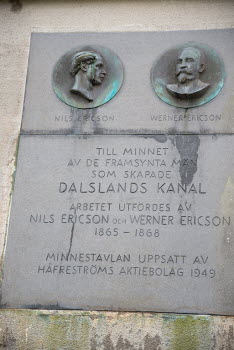 NILS ERICSON
WERNER ERICSON
TILL MINNET
AV DE FRAMSYNTA MÄN
SOM SKAPADE
DALSLANDS KANAL
ARBETET UTFÖRDES AV
NILS ERICSON OCH WERNER ERICSON
1865 – 1868
MINNESTAVLAN UPPSATT AV
HÅFRESTRÖMS AKTIEBOLAG 1949